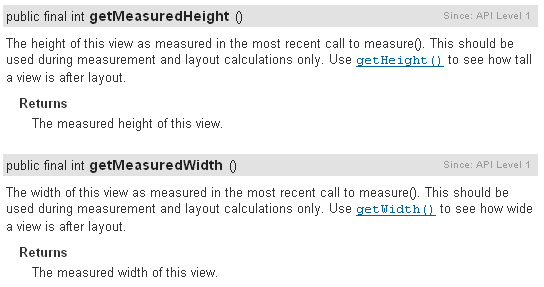 public final int getMeasuredHeight () Since: API Level 1
The height of this view as measured in the most recent call to measure(). This should be
used during measurement and layout calculations only. Use getHeight() to see how tall
a view is after layout.
Returns
The measured height of this view.
public final int getMeasuredWidth () Since: API Level 1
The width of this view as measured in the most recent call to measure(). This should be
used during measurement and layout calculations only. Use getWidth() to see how wide
a view is after layout.
Returns
The measured width of this view.